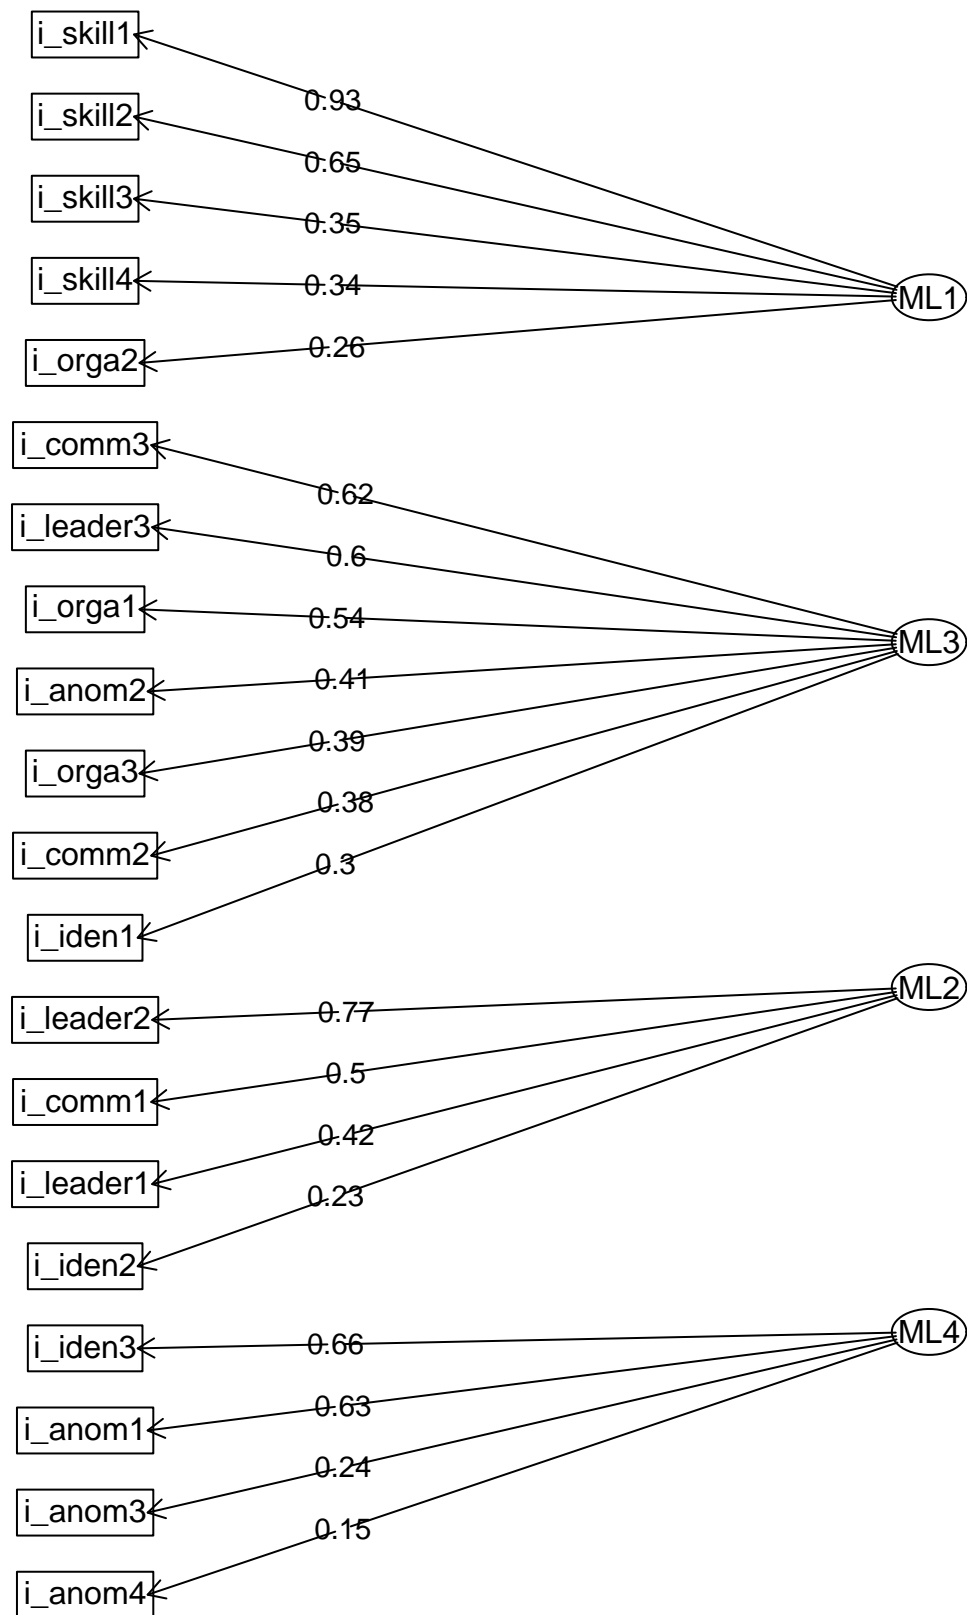 i_skill1
0.93
i_skill2
0.65
i_skill3
0.35
i_skill4
0.34
ML1
i_orga2
0.26
i_comm3
0.62
i_leader3
0.6
i_orga1
0.54
ML3
i_anom2
0.41
i_orga3
0.39
i_comm2
0.38
i_iden1
0.3
i_leader2
0.77
ML2
i_comm1
0.5
i_leader1
0.42
i_iden2
0.23
i_iden3
0.66
ML4
i_anom1
0.63
i_anom3
0.24
i_anom4
0.15